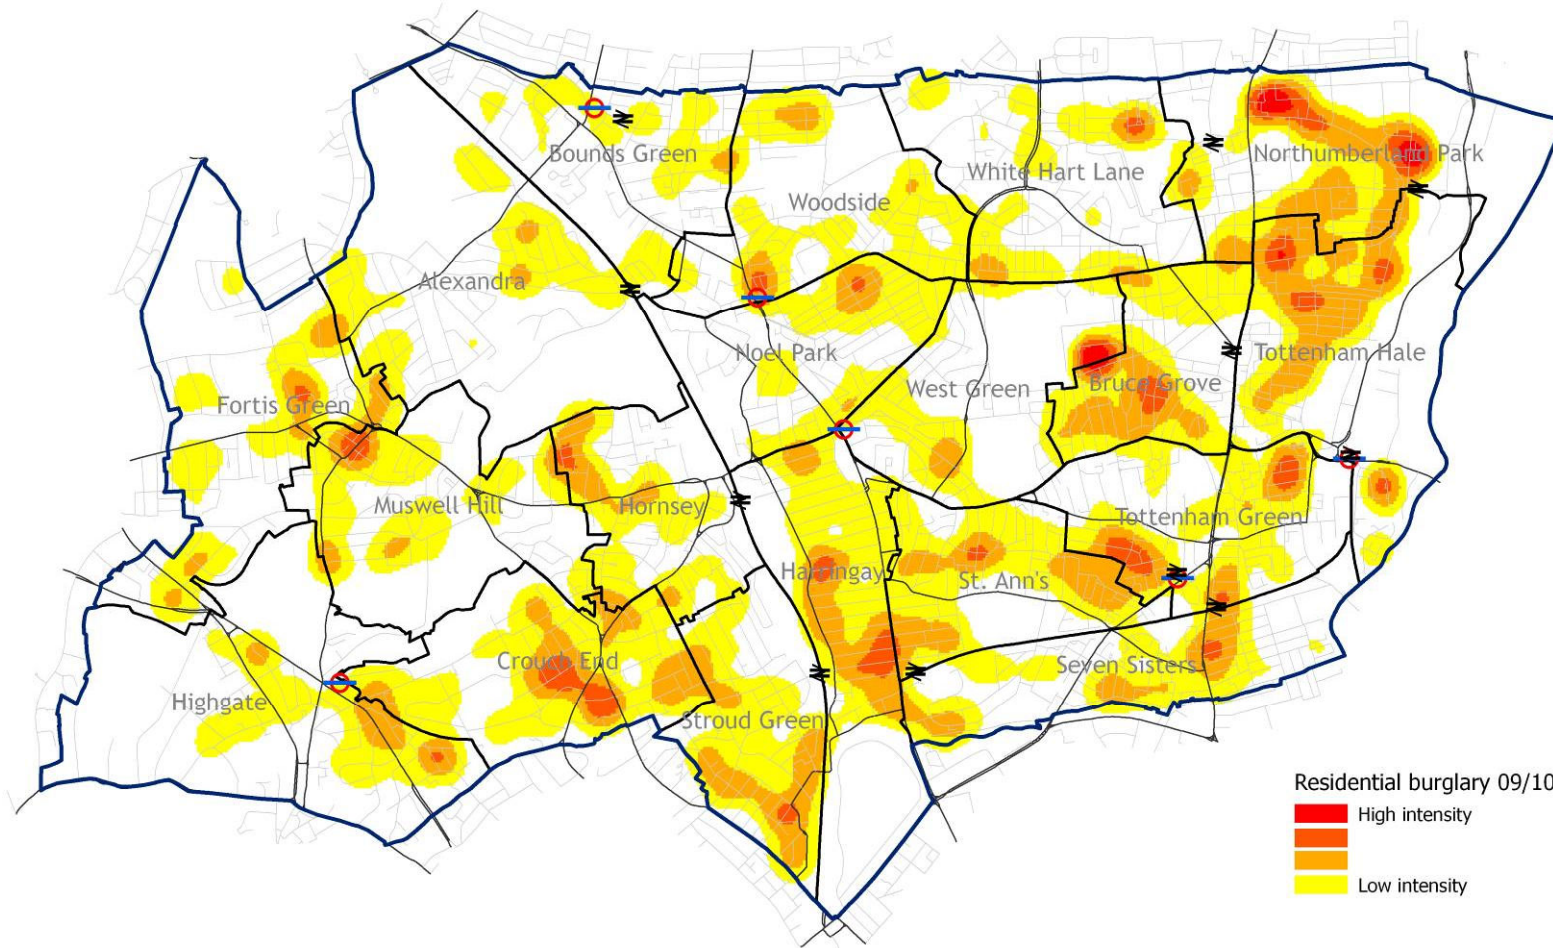 Bounds Green
Northumberland Park
White Hart Lane
Woodside
Alexandra
Noel Park
Tottenham Hale
West Green
Bruce Grove
Fortis Green
Muswell Hill
Hornsey
Tottenham Green
Harringay
St. Ann's
Crouch End
Seven Sisters
Highgate
Stroud Green
Residential burglary 09/10
High intensity
Low intensity